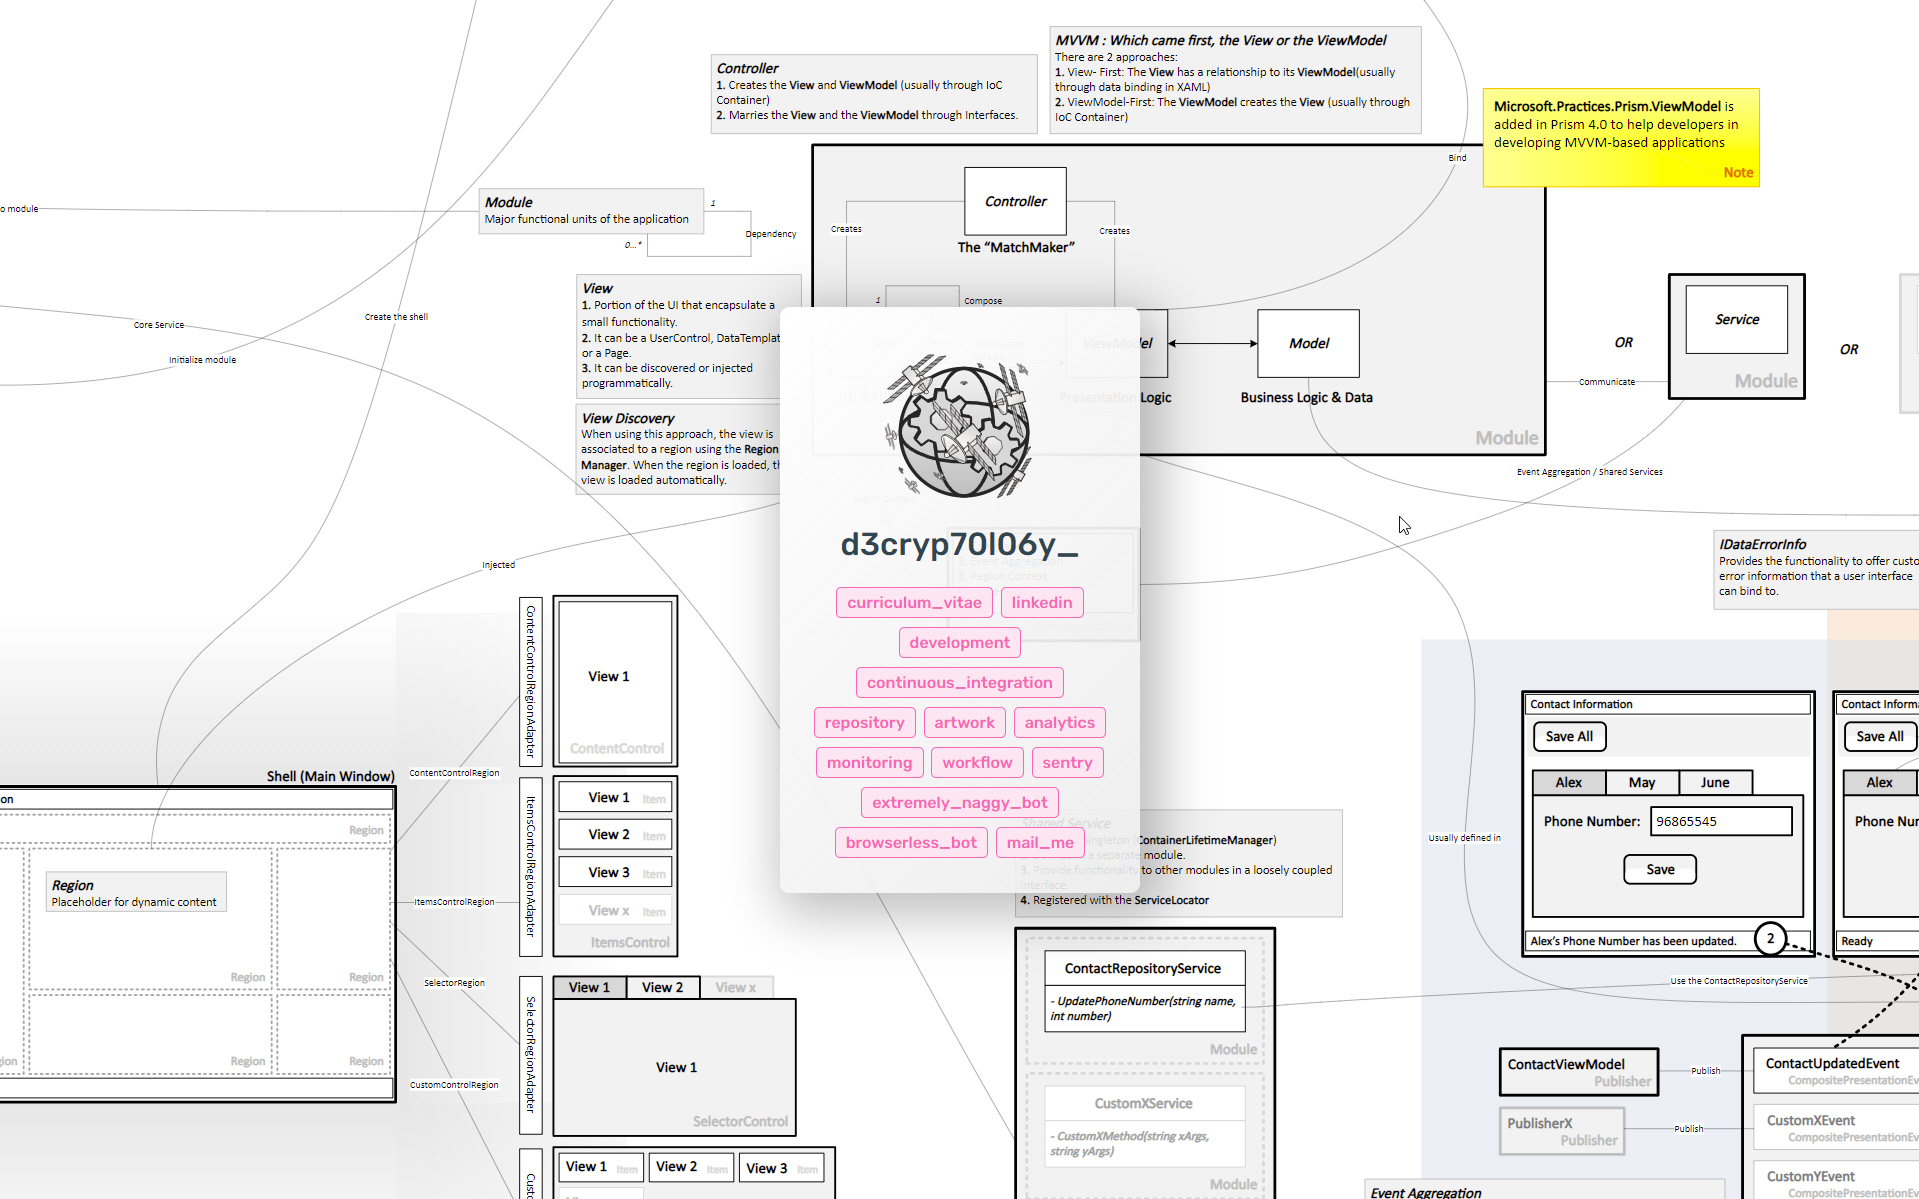 MVVM : Which came first, the View or the ViewModel
There are 2 approaches:
1. View- First: The View has a relationship to its ViewModel(usually
through data binding in XAML)
2. ViewModel-First: The ViewModel creates the View (usually through
IoC Container)
Controller
1. Creates the View and ViewModel (usually through IoC
Container)
2. Marries the View and the ViewModel through Interfaces.
Microsoft.Practices.Prism.ViewModel is
added in Prism 4.0 to help developers in
developing MVVM-based applications
Note
Bind
o module
Module
Major functional units of the application
1
0...*
Dependency
Controller
The “MatchMaker”
Creates
Creates
1
Compose
View
1. Portion of the UI that encapsulate a
small functionality.
2. It can be a UserControl, DataTemplat
or a Page.
3. It can be discovered or injected
programmatically.
View Discovery
When using this approach, the view is
associated to a region using the Region
Manager. When the region is loaded, th
view is loaded automatically.
Core Service
Create the shell
Initialize module
Injected
ViewModel
Presentation Logic
Model
Business Logic & Data
Module
OR
Service
Module
OR
Communicate
Event Aggregation / Shared Services
IDataErrorInfo
Provides the functionality to offer custo
error information that a user interface
can bind to.
d3cryp70l06y_
2. Event Aggregation
3. Region Context
curriculum_vitae
linkedin
development
continuous_integration
repository
artwork
analytics
monitoring
workflow
sentry
extremely_naggy_bot
browserless_bot
mail_me
Shared Service
ingleton (ContainerLifetimeManager)
a separate module.
3. Provide functionality to other modules in a loosely coupled
interface.
4. Registered with the ServiceLocator
Shell (Main Window)
on
Region
Region
Placeholder for dynamic content
Region
Region
gion
Region
Region
ContentControlRegion
ItemsControlRegion
SelectorRegion
CustomControlRegion
ContentControlRegionAdapter
View 1
ContentControl
ItemsControlRegionAdapter
View 1 Item
View 2 Item
View 3 Item
View x Item
ItemsControl
SelectorRegionAdapter
View 1
View 2
View x
View 1
SelectorControl
Custo
View 1 Item
View 2 Item
View 3 Item
View
ContactRepositoryService
- UpdatePhoneNumber(string name,
int number)
Module
CustomXService
- CustomXMethod(string xArgs,
string yArgs)
Module
Usually defined in
Contact Information
Save All
Alex
May
June
Phone Number:
96865545
Save
Alex’s Phone Number has been updated.
2
Contact Inform
Save All
Alex
Phone Nur
Ready
Use the ContactRepositoryService
ContactViewModel
Publisher
Publish
PublisherX
Publisher
Publish
ContactUpdatedEvent
CompositePresentationEv
CustomXEvent
CompositePresentationEv
CustomYEvent
CompositePresentationEv
Event Aggregation